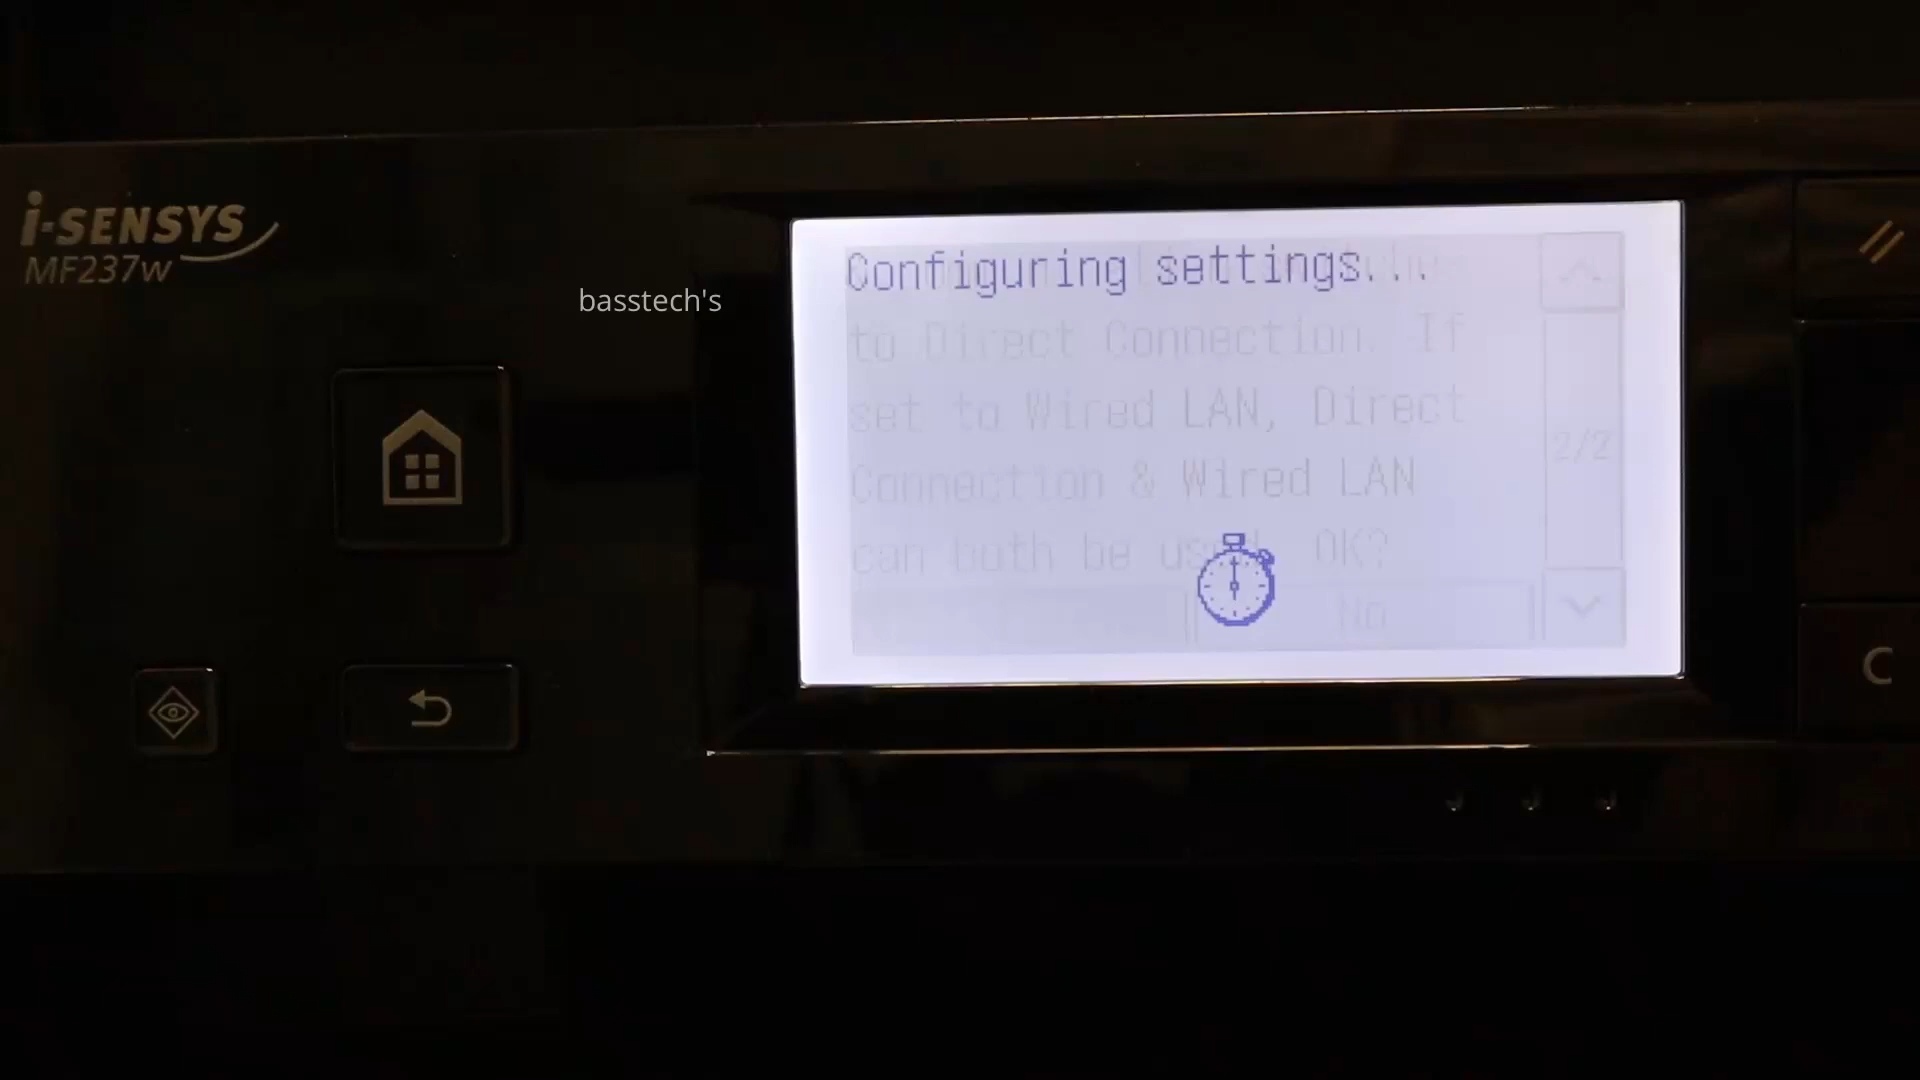 i-SENSYS
MF237w
basstech's
Configuring settings...
to Direct Connection. If
set to Wired LAN, Direct
Connection & Wired LAN
can both be used. OK?
2/2
No
C